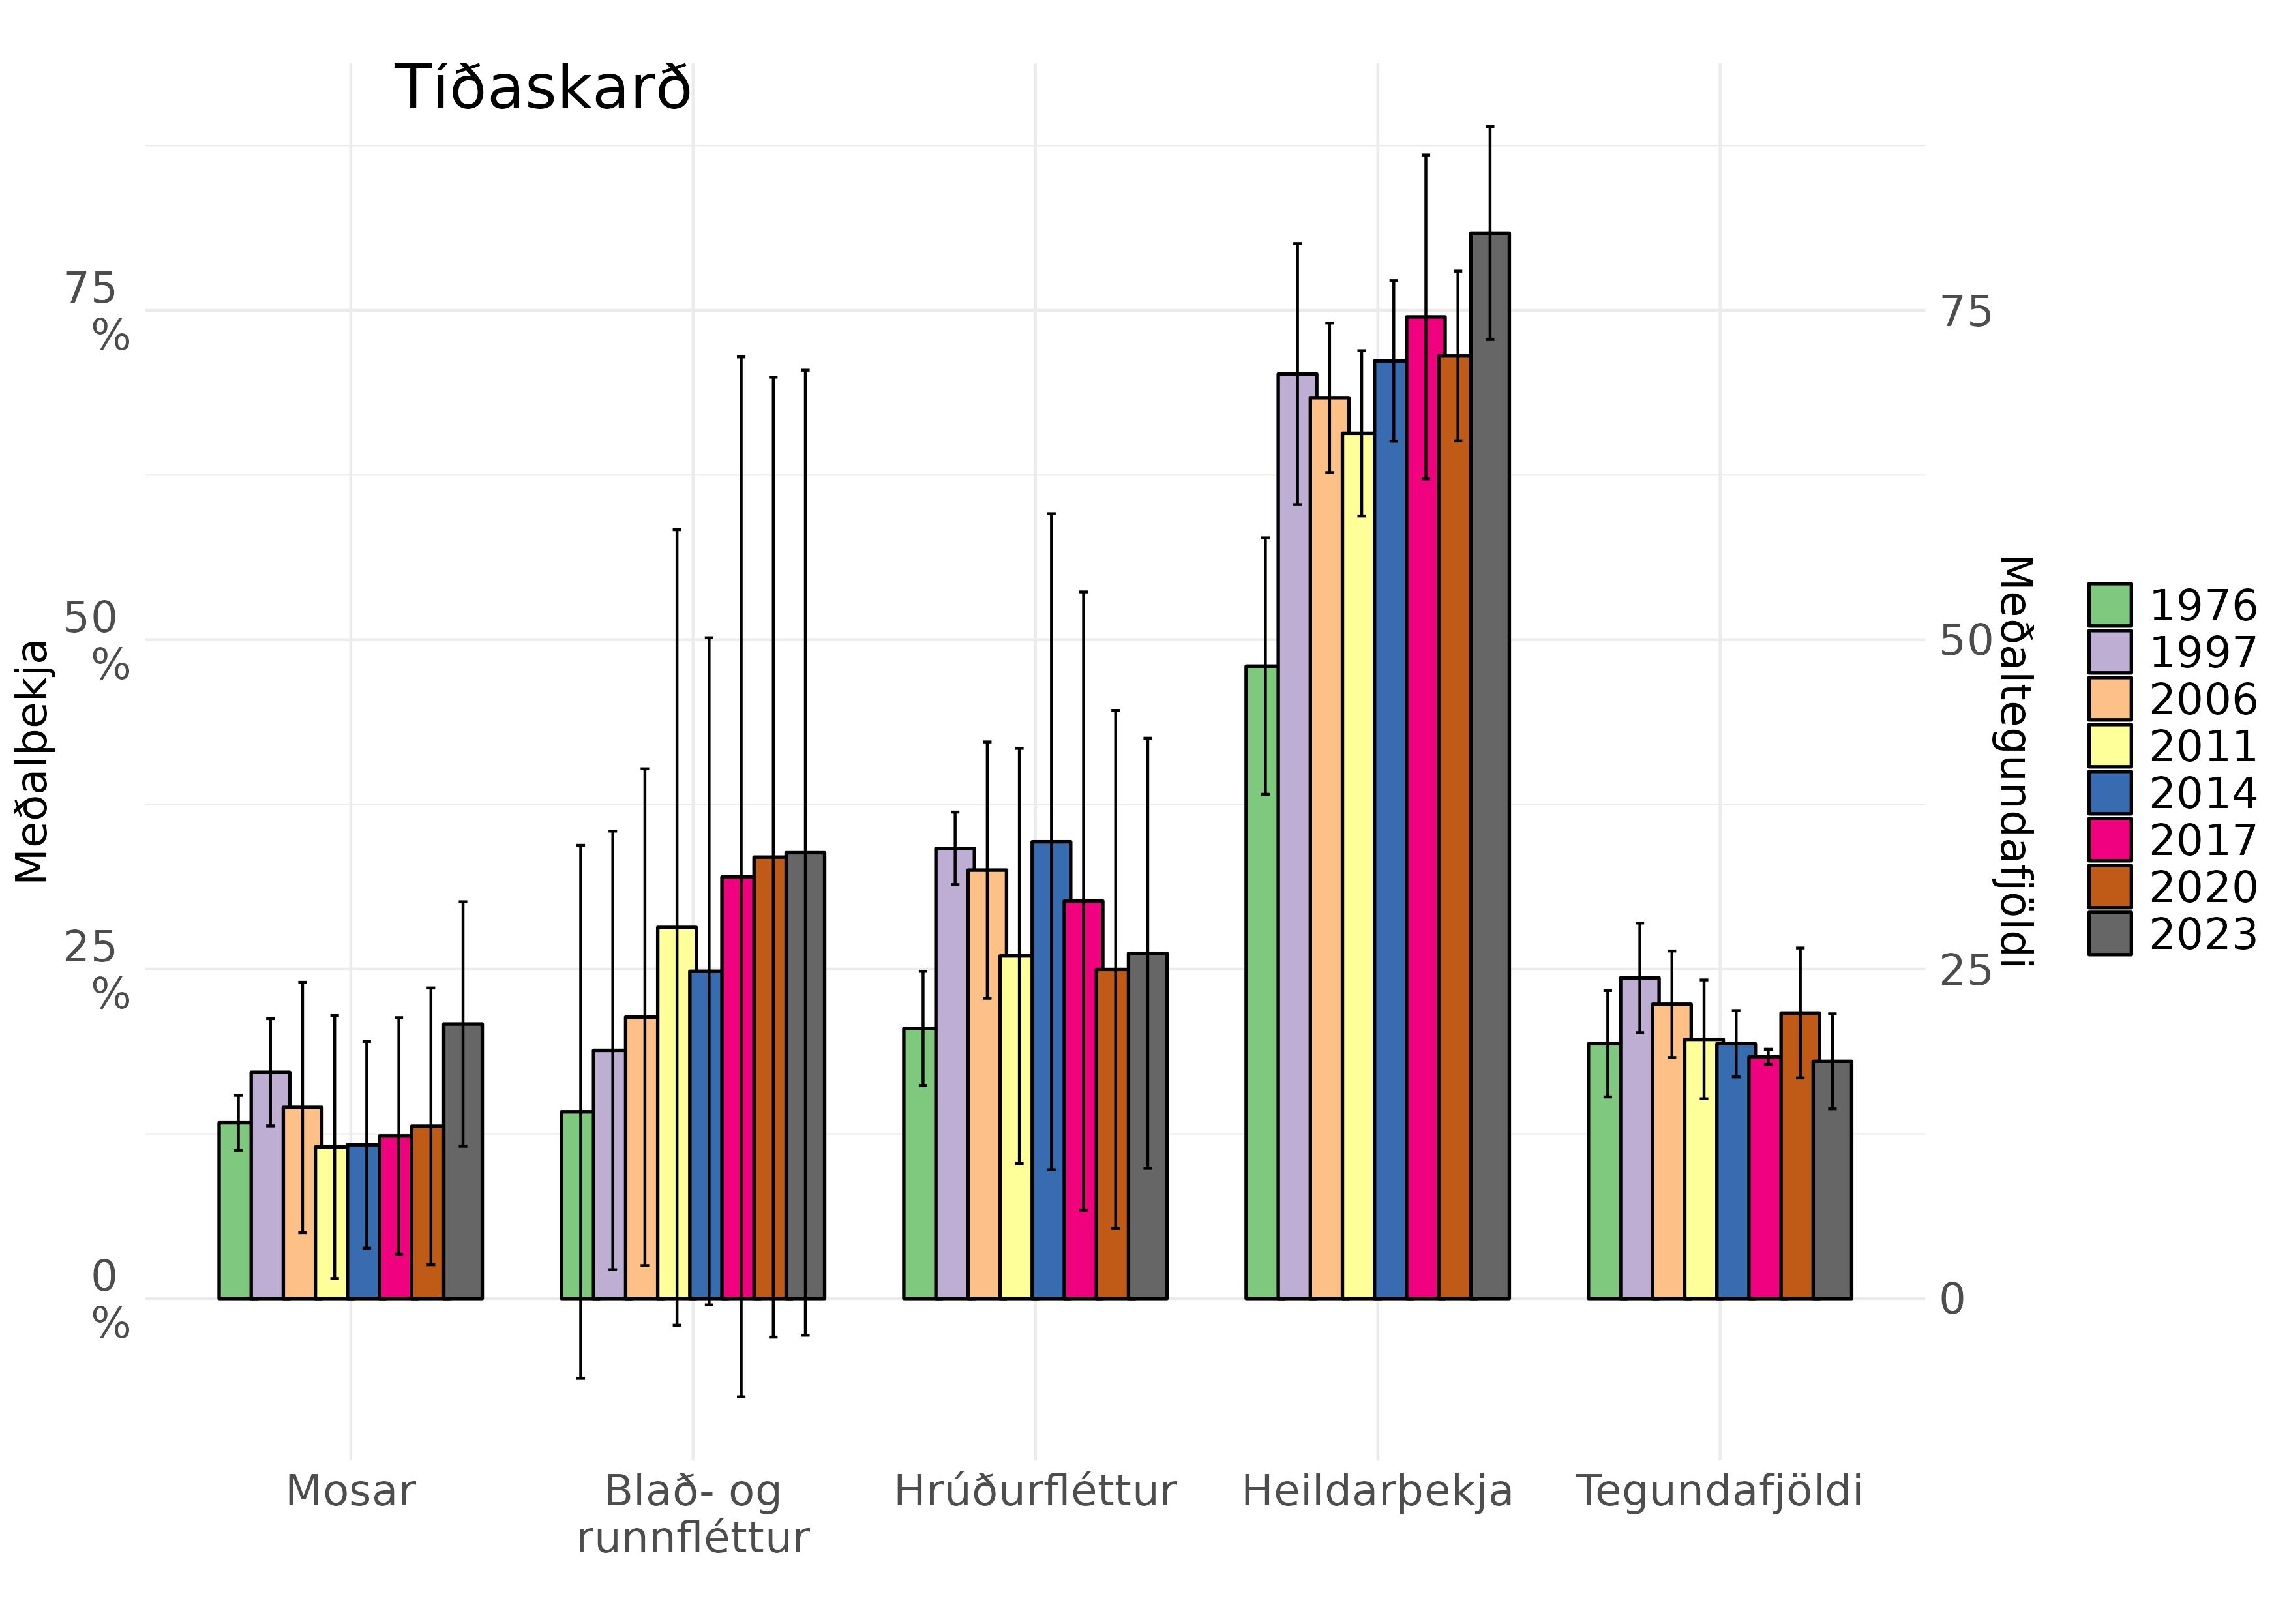 Tíðaskarð
Meðalþekja
75
%
50
%
25
%
0
%
75
50
25
0
Meðaltegundafjöldi
1976
1997
2006
2011
2014
2017
2020
2023
Mosar
Blað- og
runnfléttur
Hrúðurfléttur
Heildarþekja
Tegundafjöldi